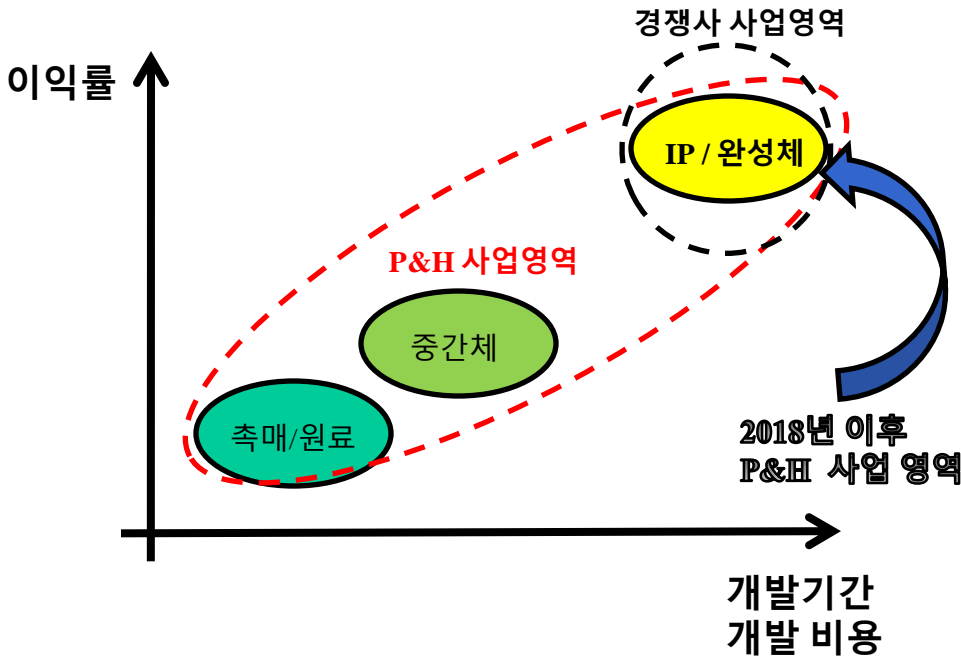 경쟁사 사업영역
이익률
IP / 완성체
P&H 사업영역
중간체
촉매/원료
2018년 이후
P&H 사업 영역
개발기간
개발 비용